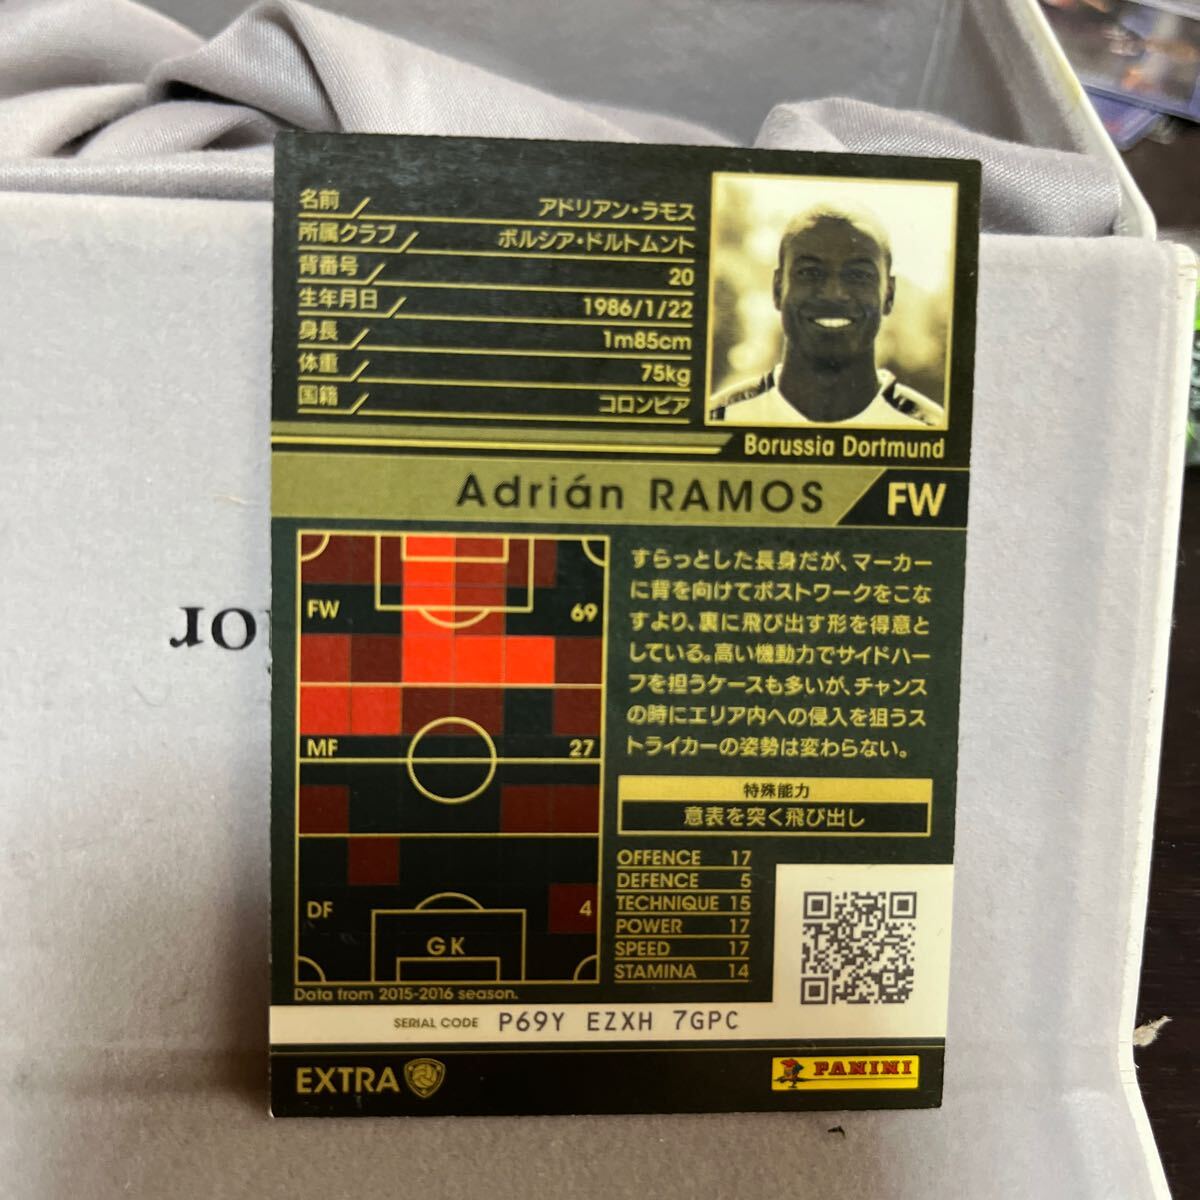 名前 アドリアン・ラモス
所属クラブ ボルシア・ドルトムント
背番号 20
生年月日 1986/1/22
身長 1m85cm
体重 75kg
国籍 コロンビア
Borussia Dortmund
Adrián RAMOS FW
FW 69
MF 27
DF 4
GK
Data from 2015-2016 season.
すらっとした長身だが、マーカー
に背を向けてポストワークをこな
すより、裏に飛び出す形を得意と
している。高い機動力でサイドハー
フを担うケースも多いが、チャンス
の時にエリア内への侵入を狙うス
トライカーの姿勢は変わらない。
特殊能力
意表を突く飛び出し
OFFENCE 17
DEFENCE 5
TECHNIQUE 15
POWER 17
SPEED 17
STAMINA 14
SERIAL CODE P69Y EZXH 7GPC
EXTRA
PANINI